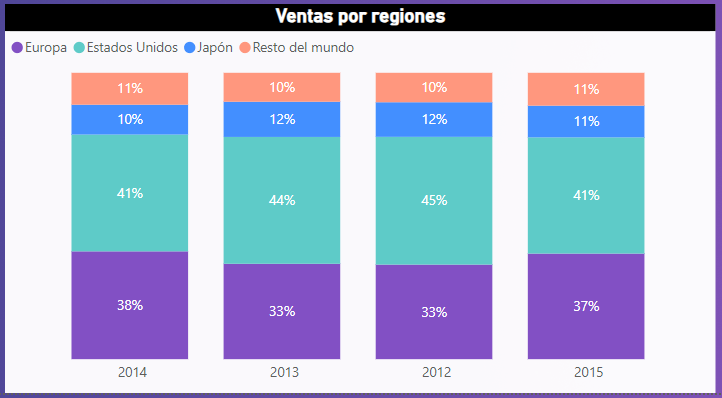 Ventas por regiones
Europa Estados Unidos Japón Resto del mundo
11% 10% 10% 11%
10% 12% 12% 11%
41% 44% 45% 41%
38% 33% 33% 37%
2014 2013 2012 2015